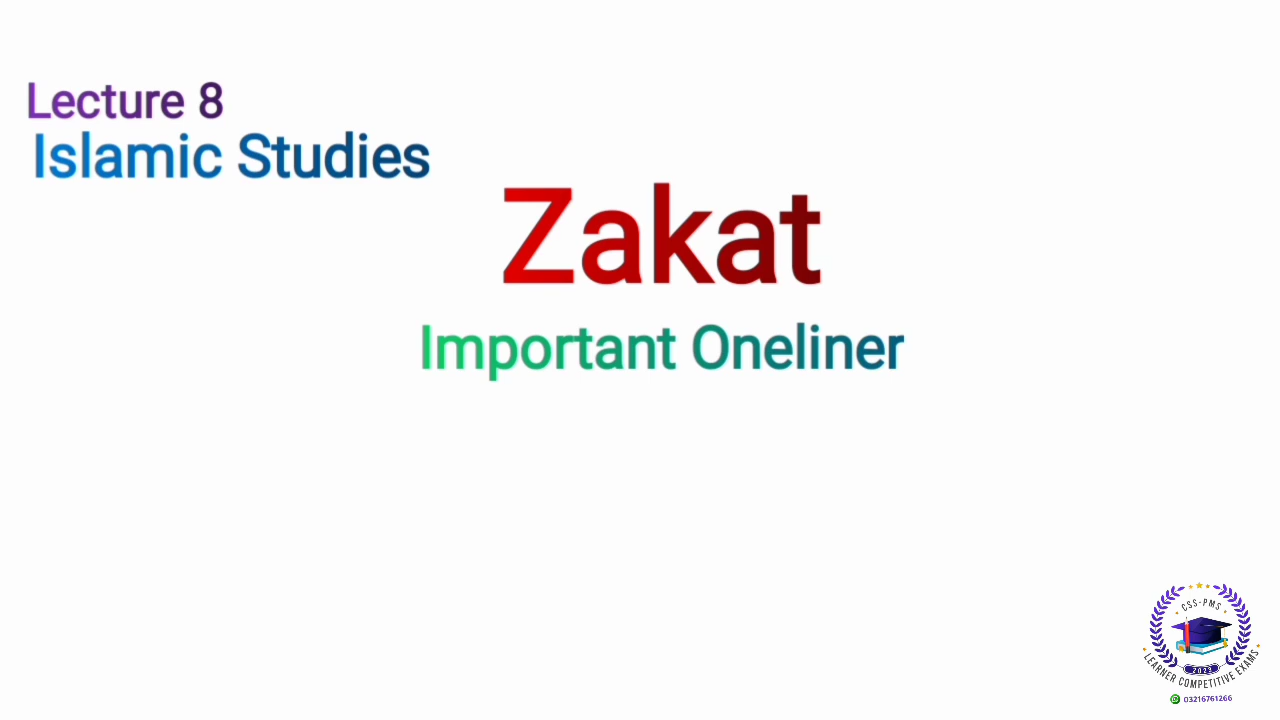 Lecture 8
Islamic Studies
Zakat
Important Oneliner
CSS-PMS
2022
LEARNER COMPETITIVE EXAMS
03216761266